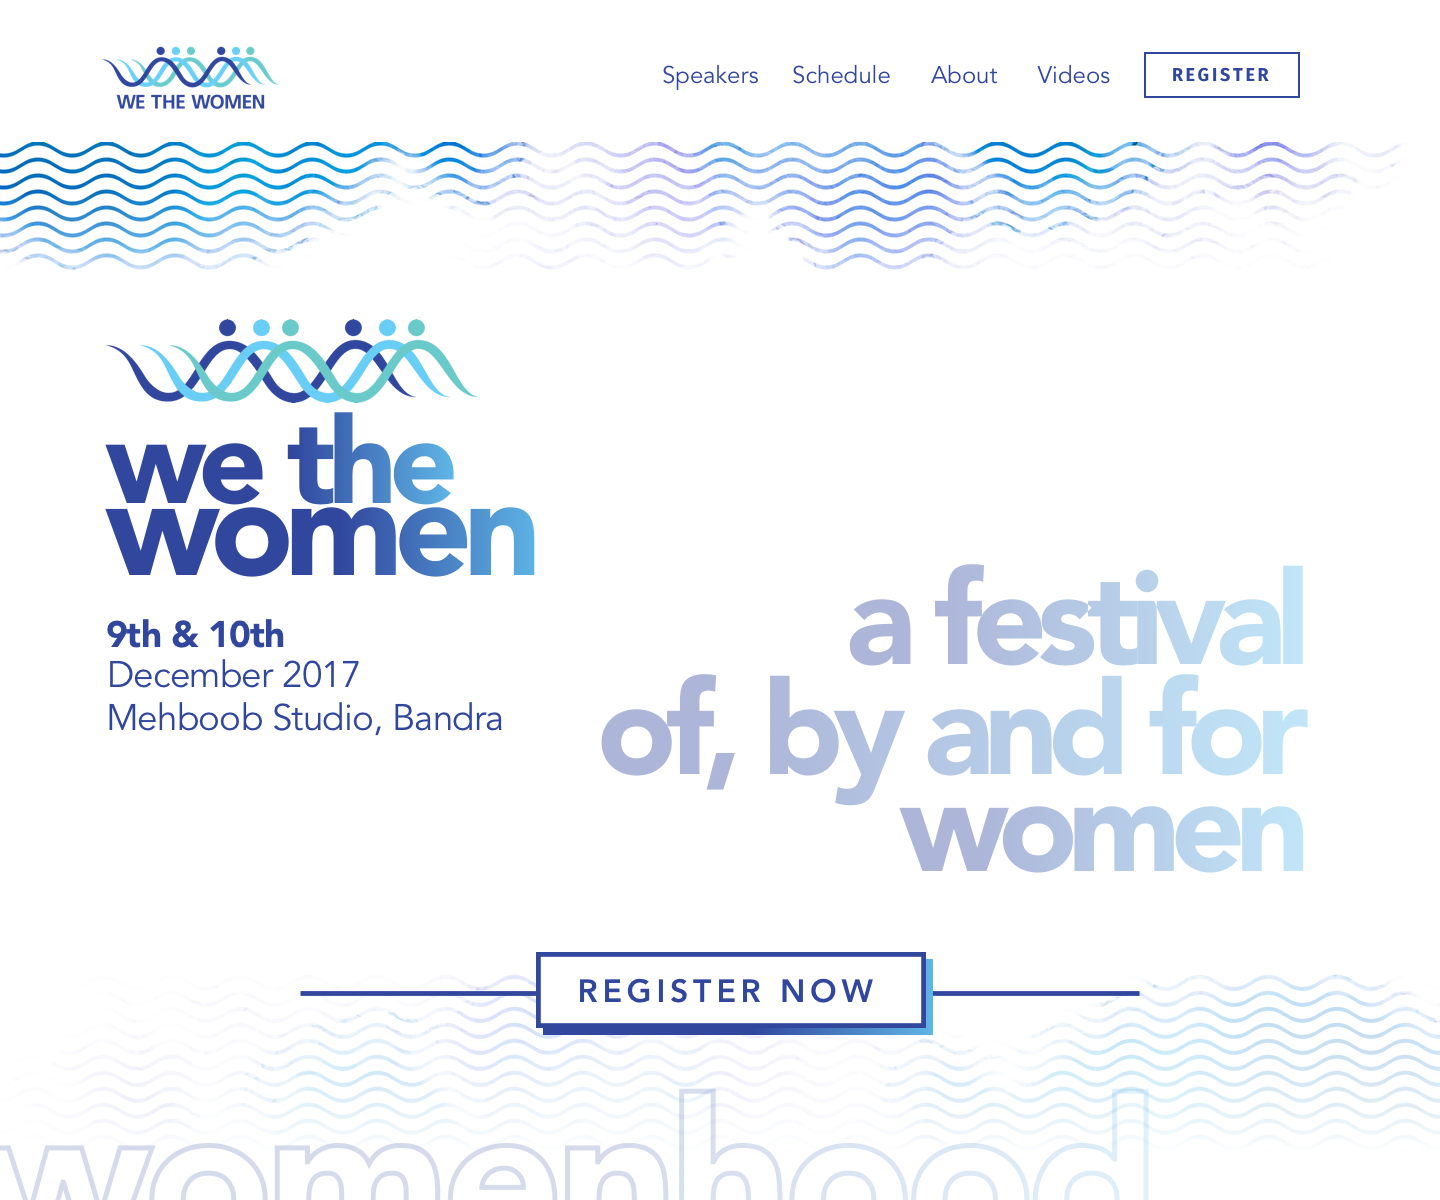 WE THE WOMEN
Speakers
Schedule
About
Videos
REGISTER
we the
women
9th & 10th
December 2017
Mehboob Studio, Bandra
a festival
of, by and for
women
REGISTER NOW
womenhood